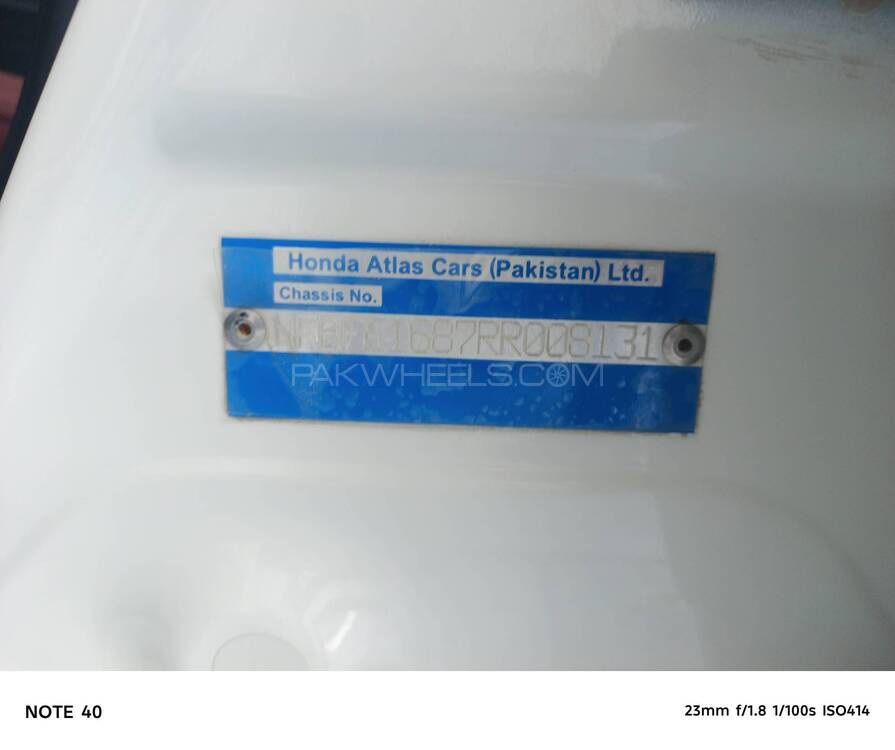 Honda Atlas Cars (Pakistan) Ltd.
Chassis No.
PAKWHEELS.COM
NOTE 40
23mm f/1.8 1/100s ISO414